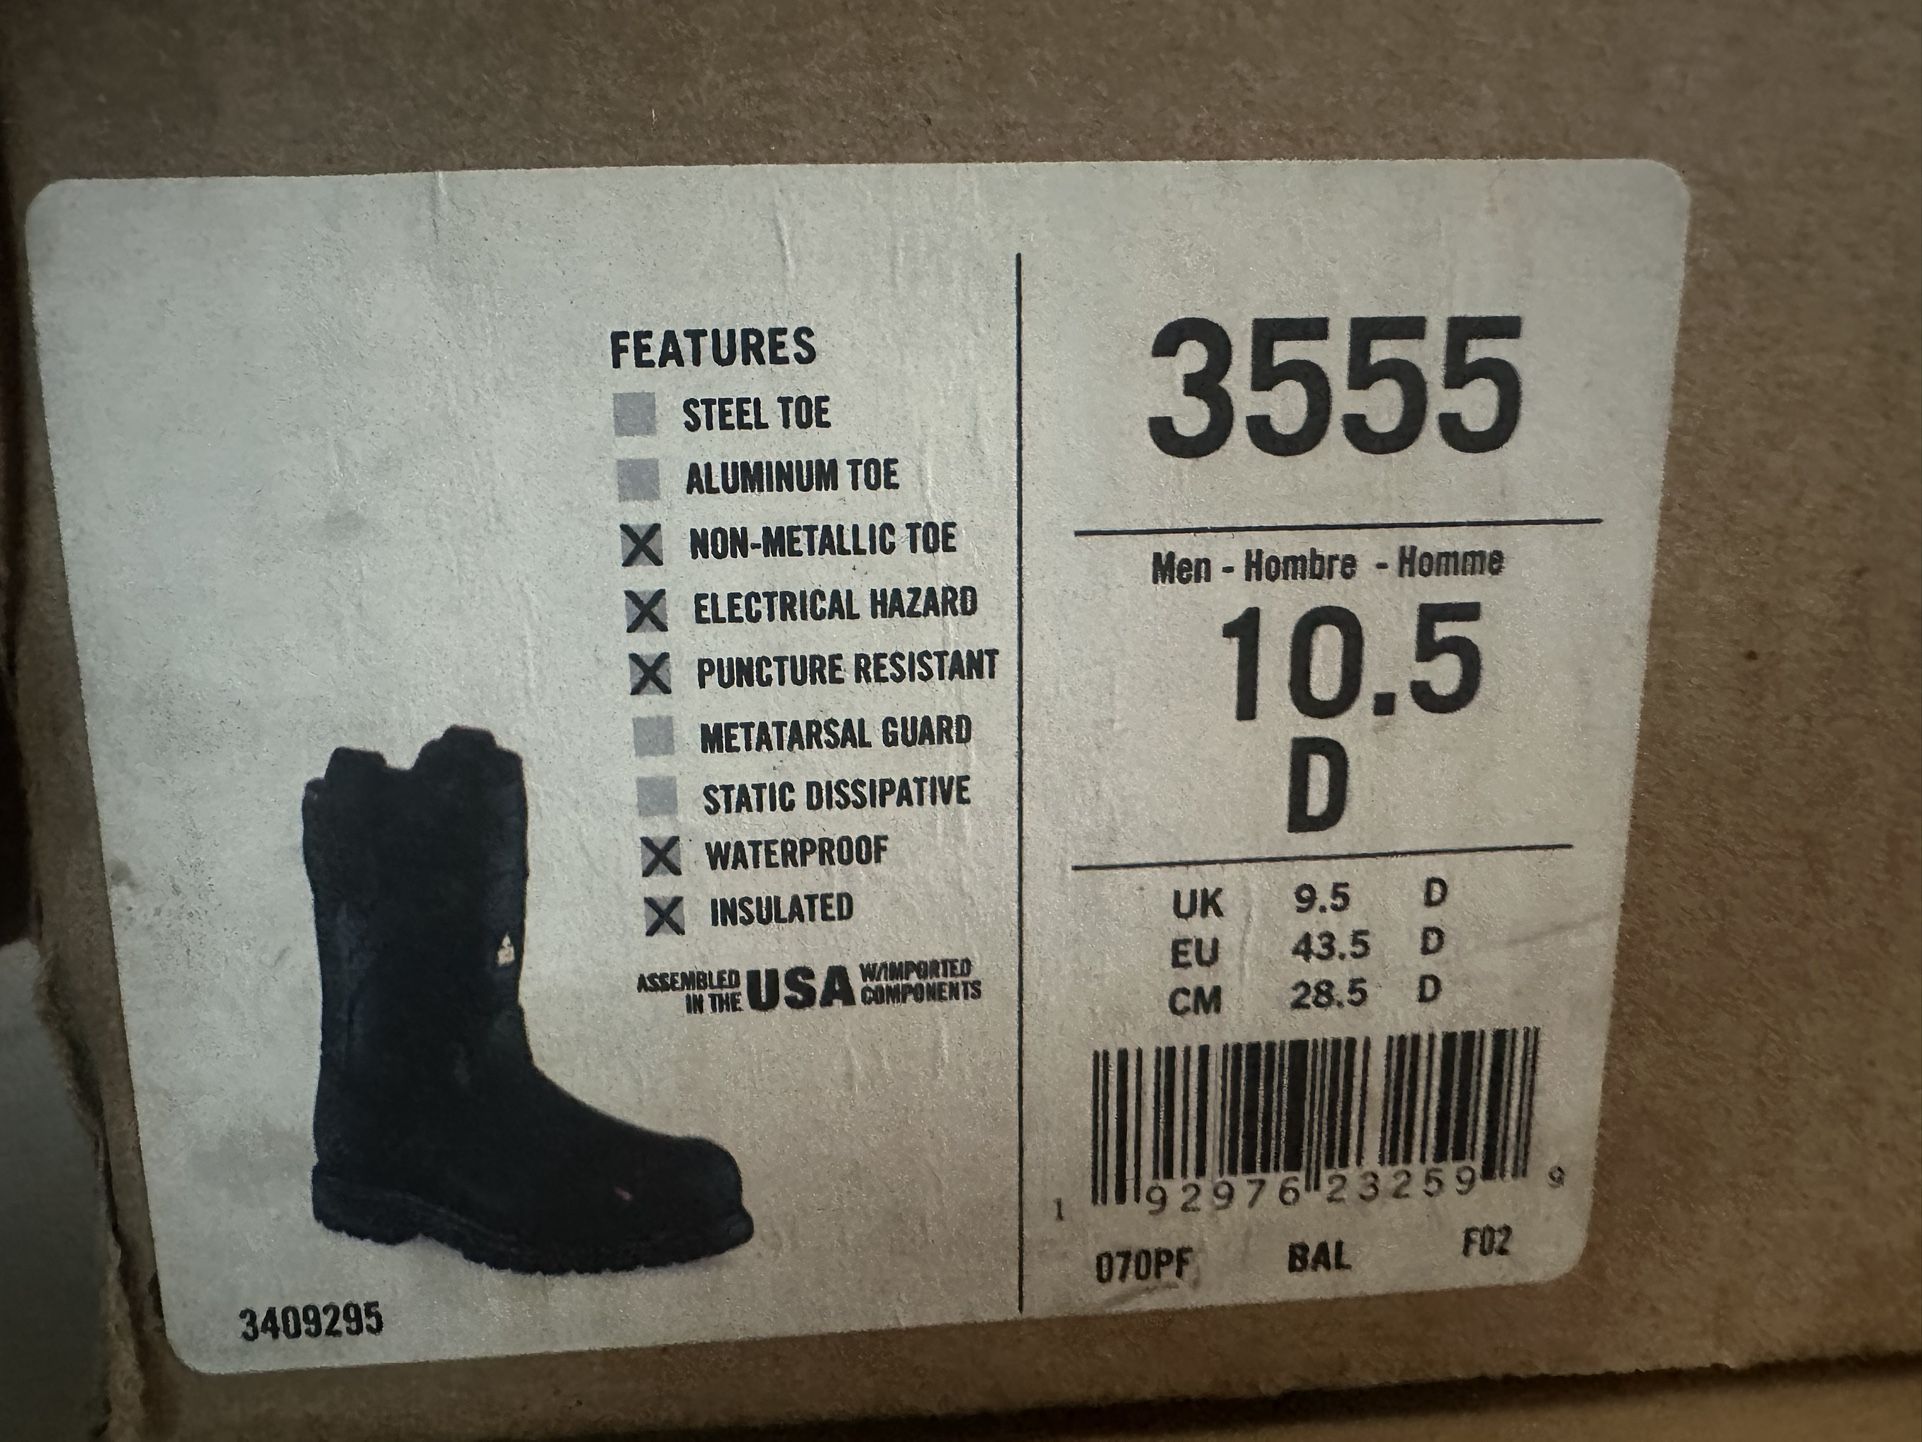 FEATURES
STEEL TOE
ALUMINUM TOE
NON-METALLIC TOE
ELECTRICAL HAZARD
PUNCTURE RESISTANT
METATARSAL GUARD
STATIC DISSIPATIVE
WATERPROOF
INSULATED
ASSEMBLED IN THE USA W/IMPORTED COMPONENTS
3409295
3555
Men - Hombre - Homme
10.5
D
UK 9.5 D
EU 43.5 D
CM 28.5 D
1 92976 23259 9
070PF BAL F02